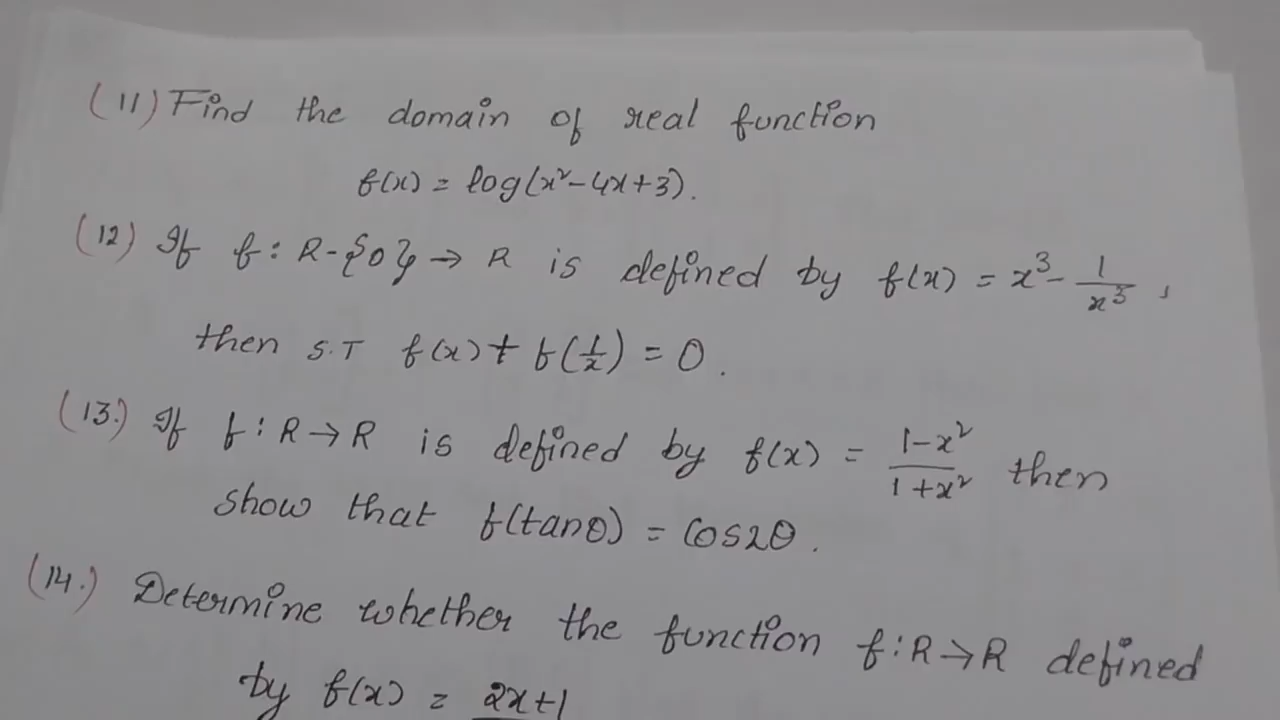 (11) Find the domain of real function
f(x) = log(x²-4x+3).
(12) If f : R-{0} → R is defined by f(x) = x³ - 1/x³ ,
then S.T f(x) + f(1/x) = 0 .
(13.) If f : R → R is defined by f(x) = 1-x²/1+x² then
show that f(tanθ) = Cos2θ .
(14.) Determine whether the function f : R → R defined
by f(x) = 2x+1